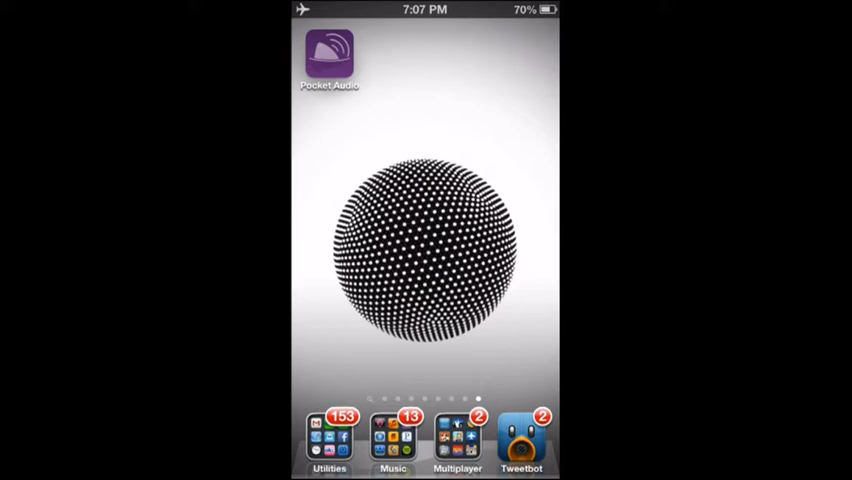 7:07 PM 70%
Pocket Audio
153 13 2 2
Utilities Music Multiplayer Tweetbot